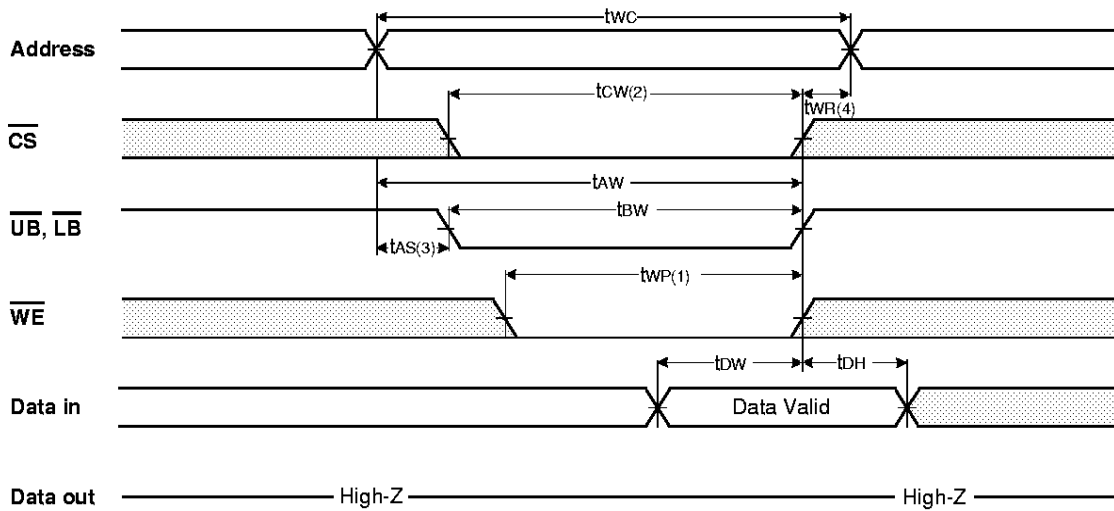 tWC
Address
tCW(2)
tWR(4)
CS
tAW
tBW
UB, LB
tAS(3)
tWP(1)
WE
tDW
tDH
Data in
Data Valid
Data out
High-Z
High-Z